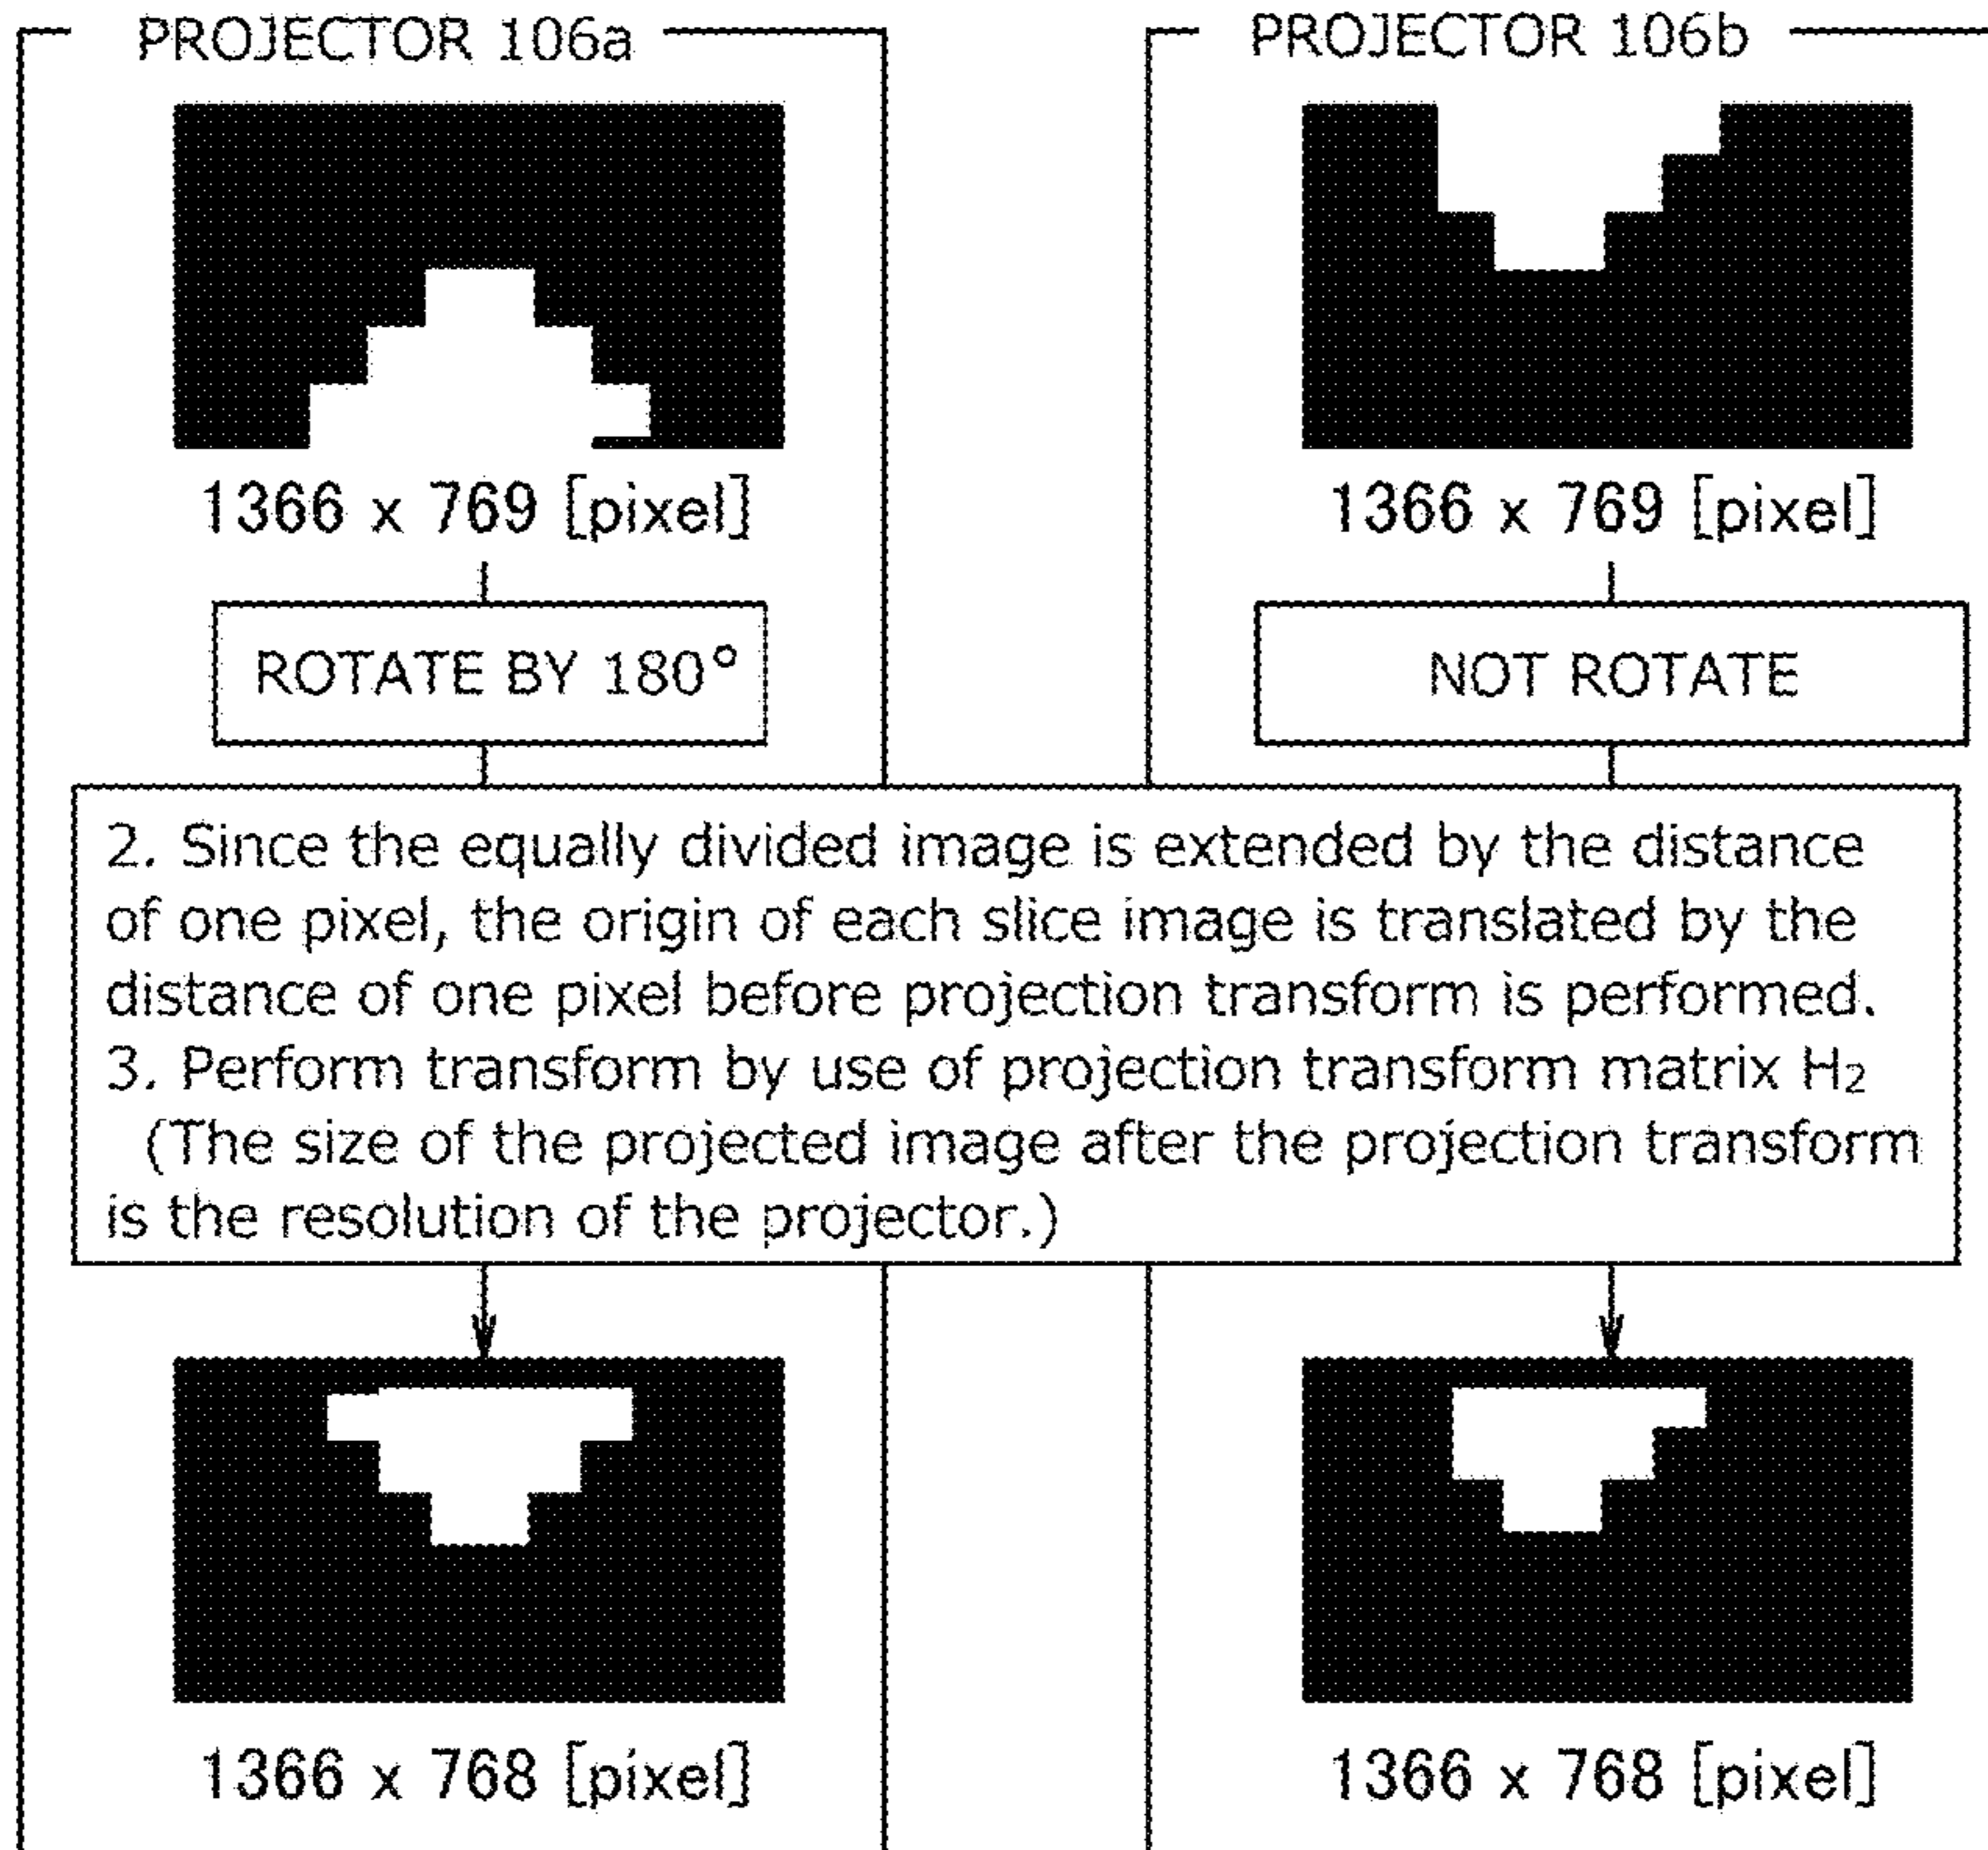 PROJECTOR 106a
PROJECTOR 106b
1366 x 769 [pixel]
1366 x 769 [pixel]
ROTATE BY 180°
NOT ROTATE
2. Since the equally divided image is extended by the distance
of one pixel, the origin of each slice image is translated by the
distance of one pixel before projection transform is performed.
3. Perform transform by use of projection transform matrix H₂
(The size of the projected image after the projection transform
is the resolution of the projector.)
1366 x 768 [pixel]
1366 x 768 [pixel]